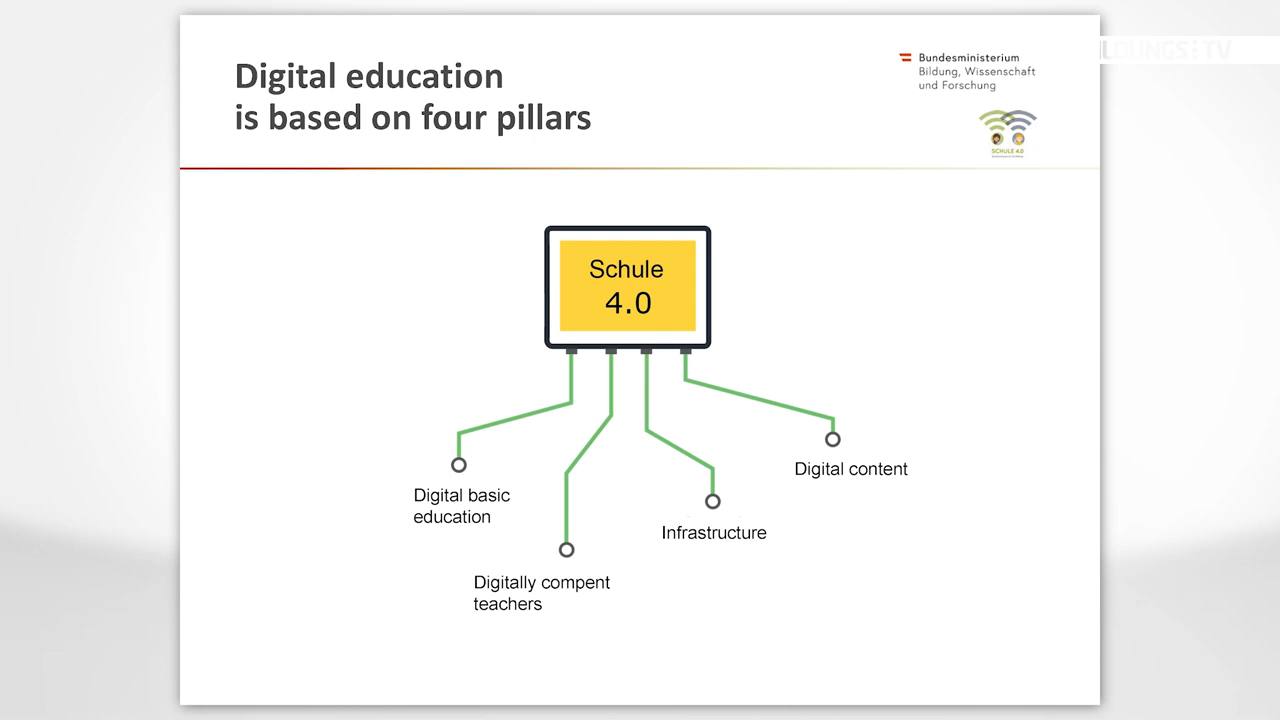 Digital education
is based on four pillars
Bundesministerium
Bildung, Wissenschaft
und Forschung
LDUNGS TV
SCHULE 4.0
Schule
4.0
Digital content
Digital basic
education
Infrastructure
Digitally compent
teachers